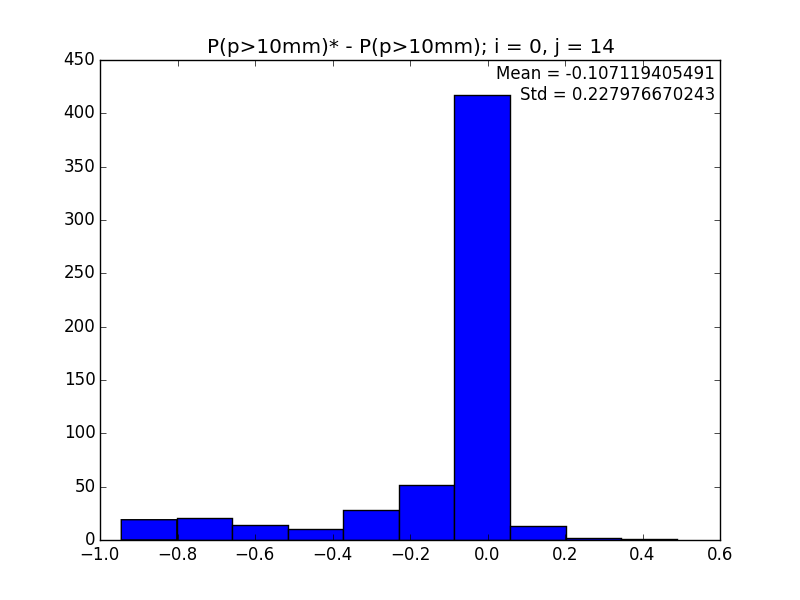 P(p>10mm)* - P(p>10mm); i = 0, j = 14
Mean = -0.107119405491
Std = 0.227976670243
450
400
350
300
250
200
150
100
50
0
−1.0 −0.8 −0.6 −0.4 −0.2 0.0 0.2 0.4 0.6